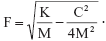 F = √(K/M − C²/4M²) ·